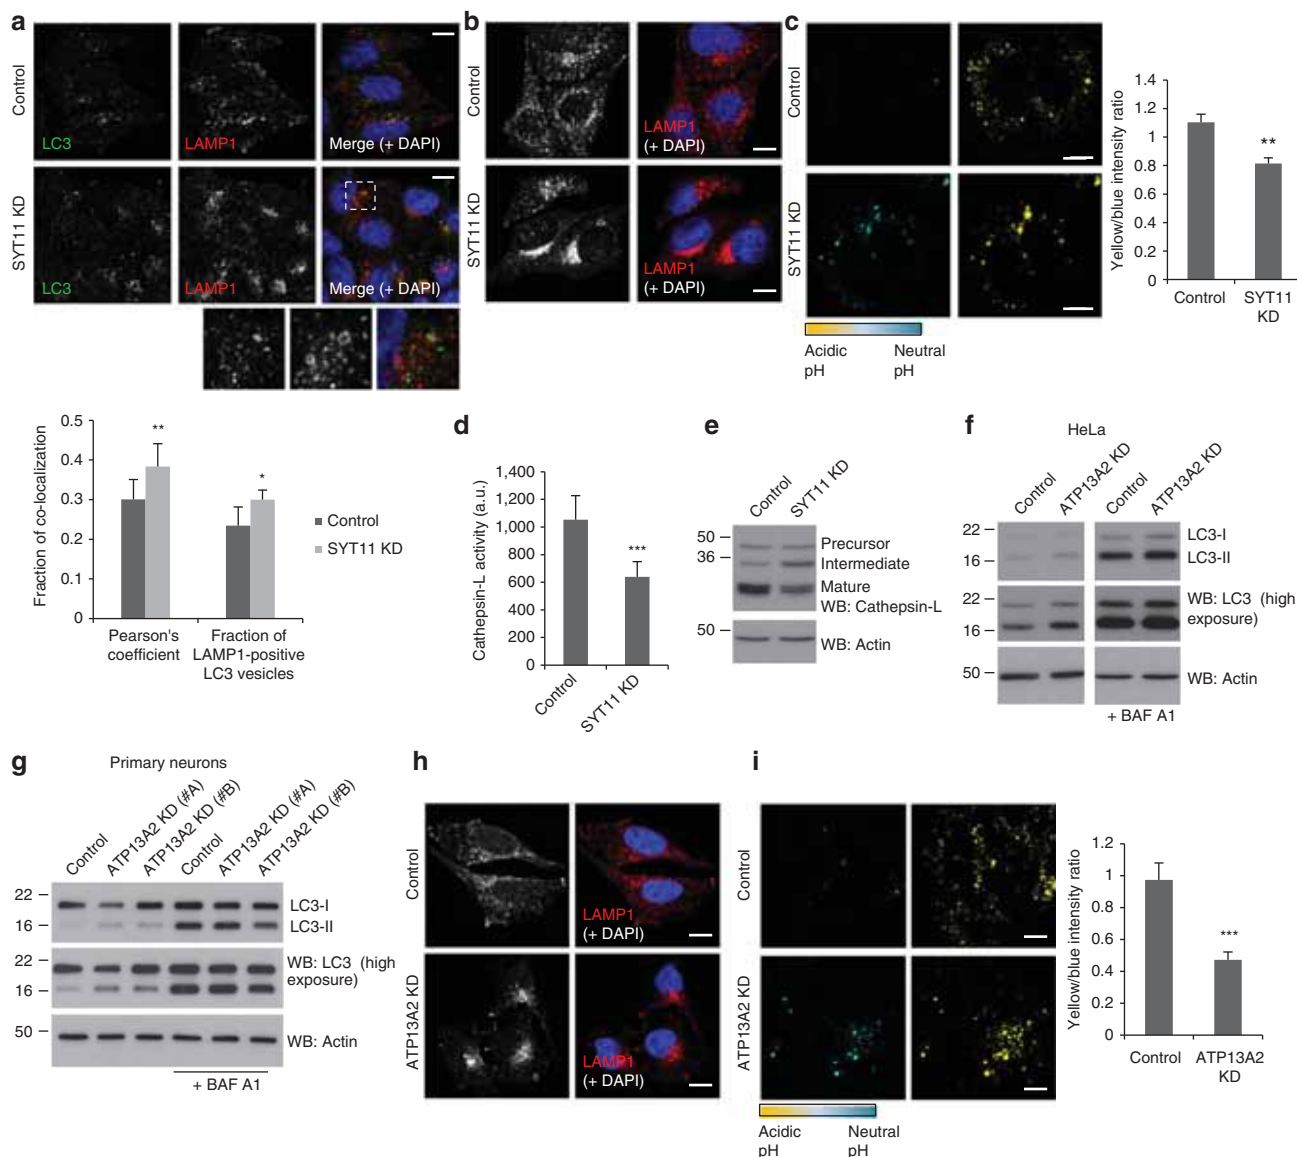 a
Control
LC3
LAMP1
Merge (+ DAPI)
SYT11 KD
LC3
LAMP1
Merge (+ DAPI)
0.5
0.4
0.3
0.2
0.1
0
Fraction of co-localization
**
*
Pearson's
coefficient
Fraction of
LAMP1-positive
LC3 vesicles
Control
SYT11 KD
b
Control
LAMP1
(+ DAPI)
SYT11 KD
LAMP1
(+ DAPI)
c
Control
SYT11 KD
Acidic
pH
Neutral
pH
Yellow/blue intensity ratio
1.4
1.2
1
0.8
0.6
0.4
0.2
0
**
Control
SYT11
KD
d
Cathepsin-L activity (a.u.)
1,400
1,200
1,000
800
600
400
200
0
***
Control
SYT11 KD
e
Control
SYT11 KD
50
36
Precursor
Intermediate
Mature
WB: Cathepsin-L
50
WB: Actin
f
HeLa
Control
ATP13A2 KD
Control
ATP13A2 KD
22
16
LC3-I
LC3-II
22
16
WB: LC3 (high
exposure)
50
WB: Actin
+ BAF A1
g
Primary neurons
Control
ATP13A2 KD (#A)
ATP13A2 KD (#B)
Control
ATP13A2 KD (#A)
ATP13A2 KD (#B)
22
16
LC3-I
LC3-II
22
16
WB: LC3 (high
exposure)
50
WB: Actin
+ BAF A1
h
Control
LAMP1
(+ DAPI)
ATP13A2 KD
LAMP1
(+ DAPI)
i
Control
ATP13A2 KD
Acidic
pH
Neutral
pH
Yellow/blue intensity ratio
1.2
1
0.8
0.6
0.4
0.2
0
***
Control
ATP13A2
KD